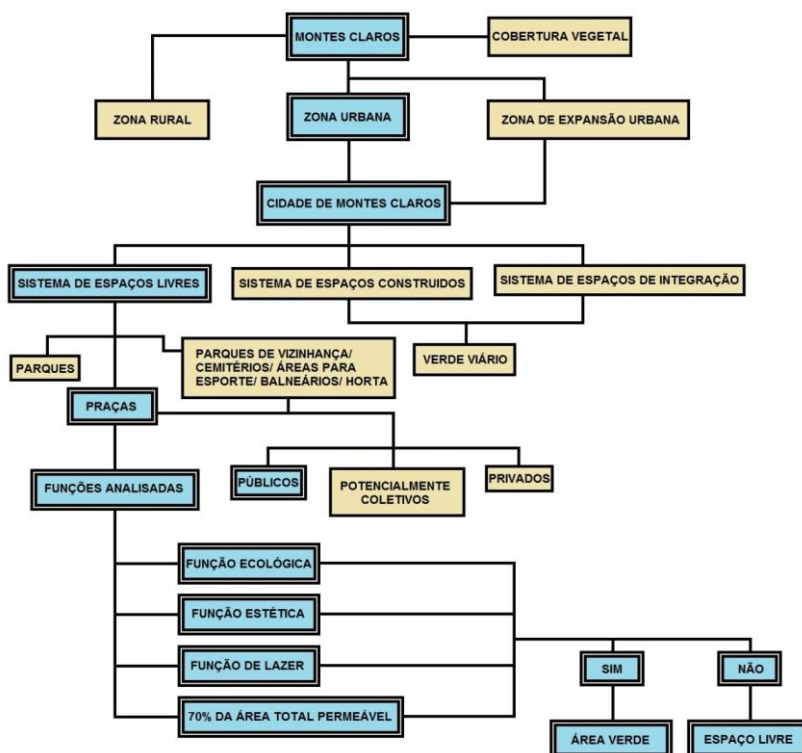 MONTES CLAROS
COBERTURA VEGETAL
ZONA RURAL
ZONA URBANA
ZONA DE EXPANSÃO URBANA
CIDADE DE MONTES CLAROS
SISTEMA DE ESPAÇOS LIVRES
SISTEMA DE ESPAÇOS CONSTRUIDOS
SISTEMA DE ESPAÇOS DE INTEGRAÇÃO
PARQUES
PARQUES DE VIZINHANÇA/
CEMITÉRIOS/ ÁREAS PARA
ESPORTE/ BALNEÁRIOS/ HORTA
VERDE VIÁRIO
PRAÇAS
FUNÇÕES ANALISADAS
PÚBLICOS
POTENCIALMENTE
COLETIVOS
PRIVADOS
FUNÇÃO ECOLÓGICA
FUNÇÃO ESTÉTICA
FUNÇÃO DE LAZER
70% DA ÁREA TOTAL PERMEÁVEL
SIM
NÃO
ÁREA VERDE
ESPAÇO LIVRE